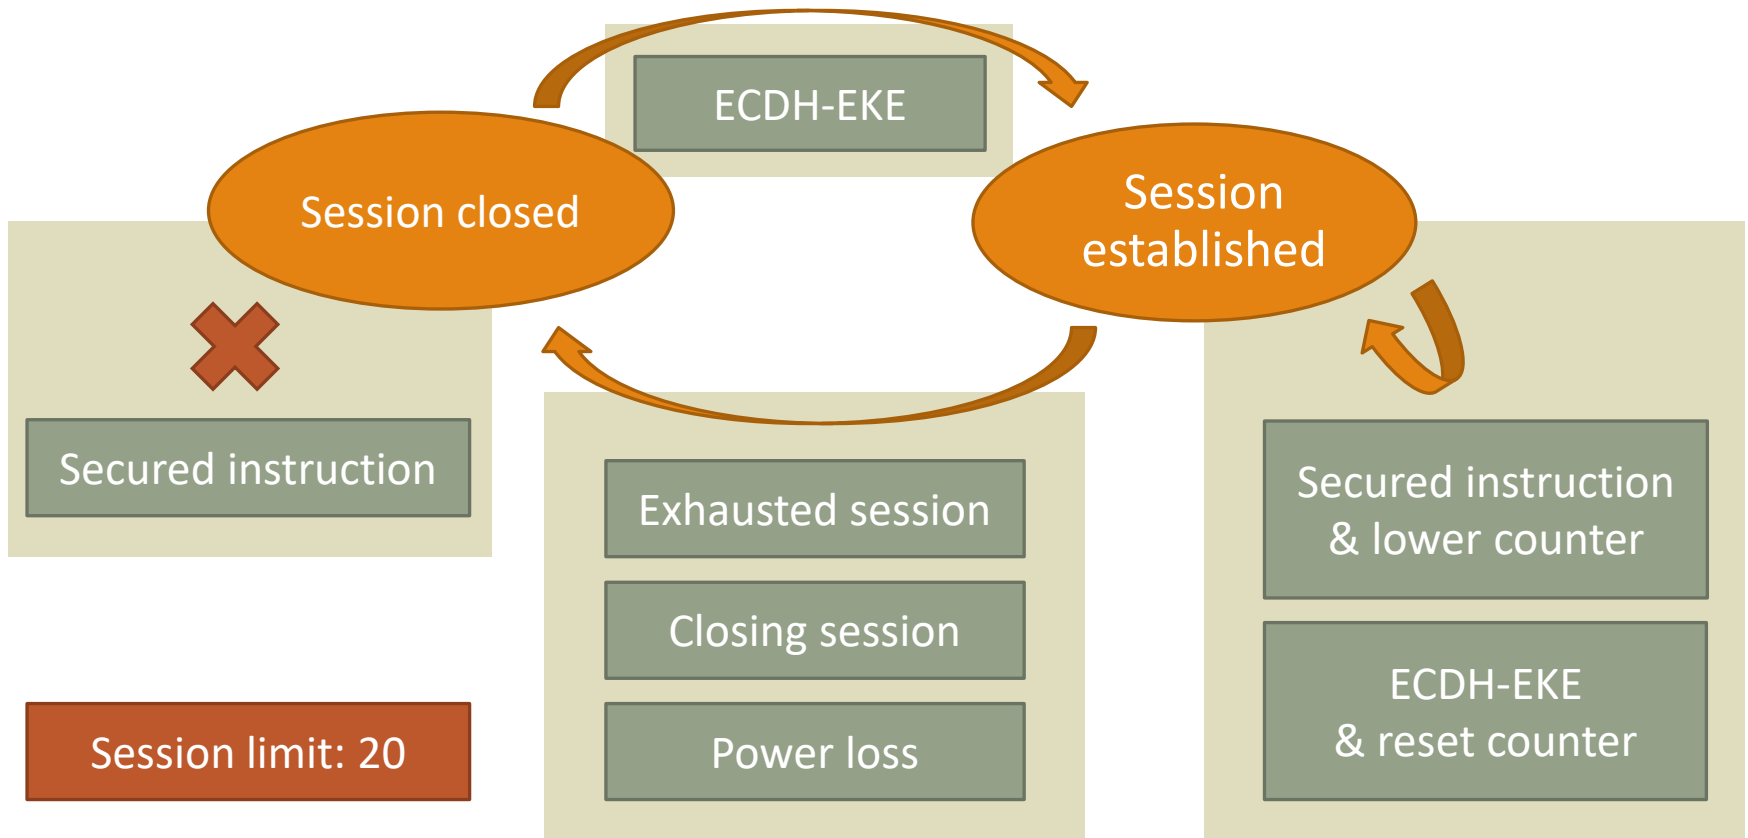 ECDH-EKE
Session closed
Session
established
Secured instruction
Exhausted session
Closing session
Power loss
Secured instruction
& lower counter
ECDH-EKE
& reset counter
Session limit: 20